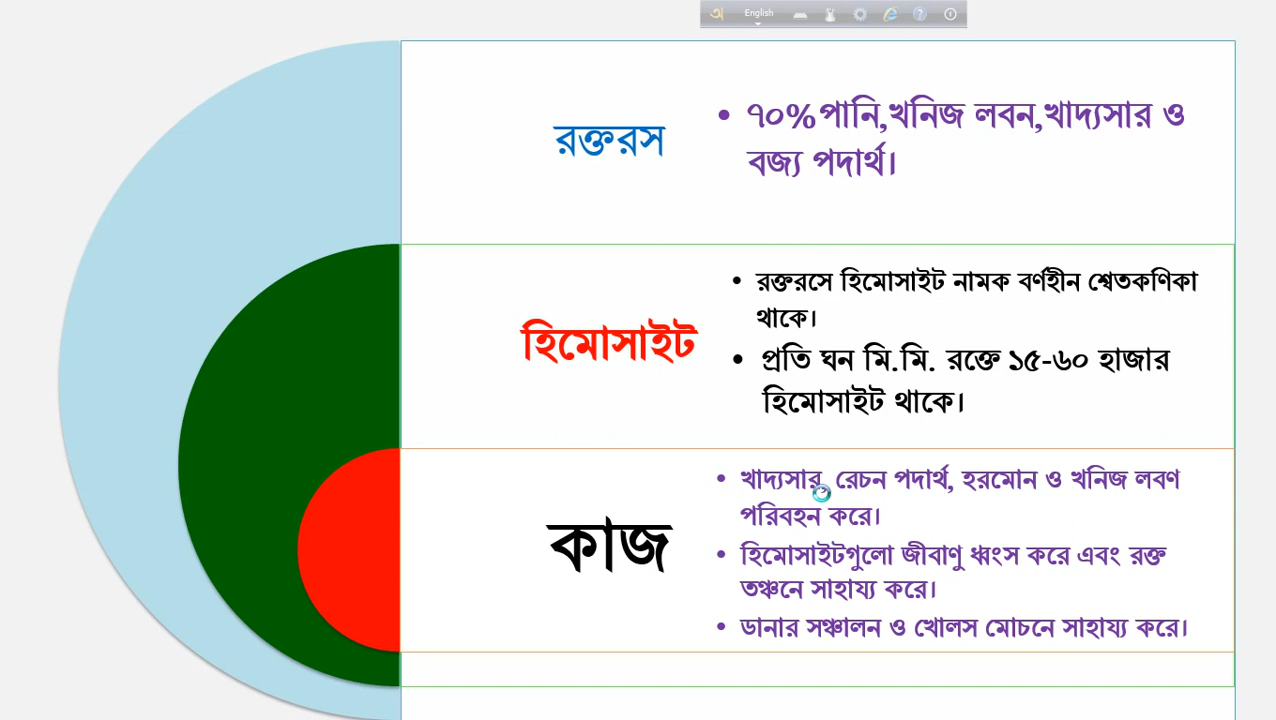 অ English
রক্তরস
• ৭০%পানি,খনিজ লবন,খাদ্যসার ও
বজ্য পদার্থ।
হিমোসাইট
• রক্তরসে হিমোসাইট নামক বর্ণহীন শ্বেতকণিকা
থাকে।
• প্রতি ঘন মি.মি. রক্তে ১৫-৬০ হাজার
হিমোসাইট থাকে।
কাজ
• খাদ্যসার, রেচন পদার্থ, হরমোন ও খনিজ লবণ
পরিবহন করে।
• হিমোসাইটগুলো জীবাণু ধ্বংস করে এবং রক্ত
তঞ্চনে সাহায্য করে।
• ডানার সঞ্চালন ও খোলস মোচনে সাহায্য করে।